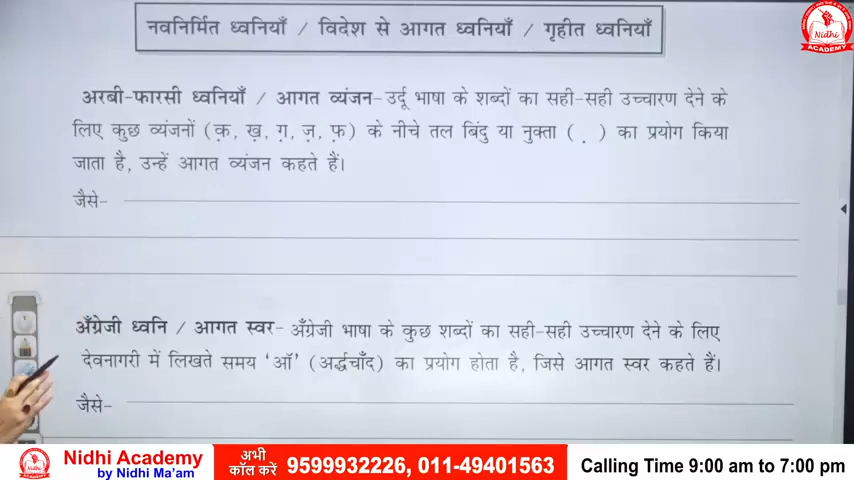 नवनिर्मित ध्वनियाँ / विदेश से आगत ध्वनियाँ / गृहीत ध्वनियाँ
Nidhi
ACADEMY
अरबी-फारसी ध्वनियाँ / आगत व्यंजन-उर्दू भाषा के शब्दों का सही-सही उच्चारण देने के
लिए कुछ व्यंजनों (क़, ख़, ग़, ज़, फ़) के नीचे तल बिंदु या नुक्ता ( . ) का प्रयोग किया
जाता है, उन्हें आगत व्यंजन कहते हैं।
जैसे-
अँग्रेजी ध्वनि / आगत स्वर- अँग्रेजी भाषा के कुछ शब्दों का सही-सही उच्चारण देने के लिए
देवनागरी में लिखते समय ‘ऑ’ (अर्द्धचाँद) का प्रयोग होता है, जिसे आगत स्वर कहते हैं।
जैसे-
Nidhi Academy
by Nidhi Ma'am
अभी
कॉल करें
9599932226, 011-49401563
Calling Time 9:00 am to 7:00 pm